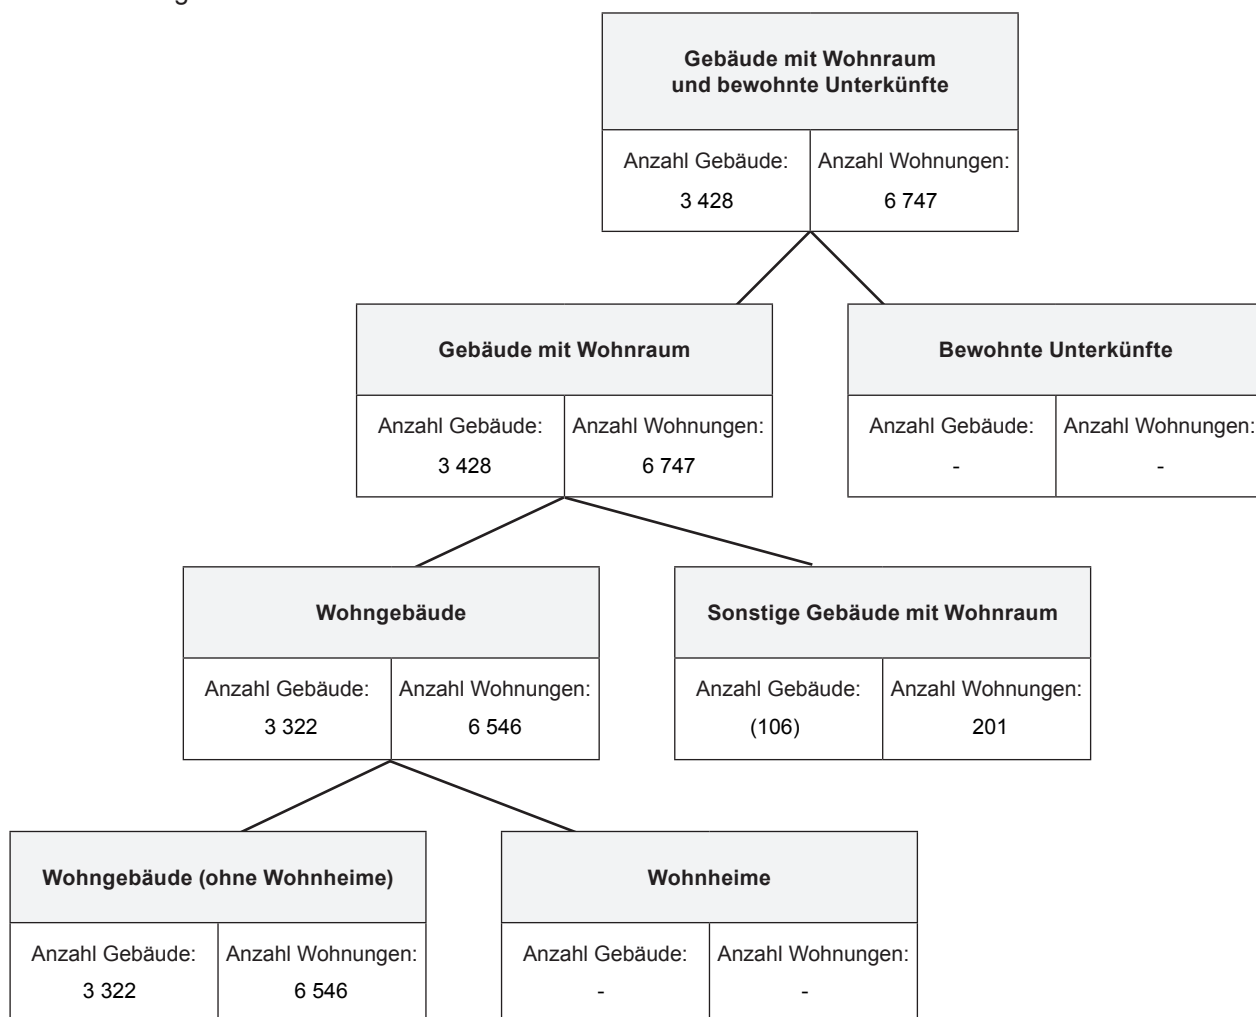 Gebäude mit Wohnraum
und bewohnte Unterkünfte
Anzahl Gebäude: Anzahl Wohnungen:
3 428 6 747
Gebäude mit Wohnraum Bewohnte Unterkünfte
Anzahl Gebäude: Anzahl Wohnungen: Anzahl Gebäude: Anzahl Wohnungen:
3 428 6 747 - -
Wohngebäude Sonstige Gebäude mit Wohnraum
Anzahl Gebäude: Anzahl Wohnungen: Anzahl Gebäude: Anzahl Wohnungen:
3 322 6 546 (106) 201
Wohngebäude (ohne Wohnheime) Wohnheime
Anzahl Gebäude: Anzahl Wohnungen: Anzahl Gebäude: Anzahl Wohnungen:
3 322 6 546 - -